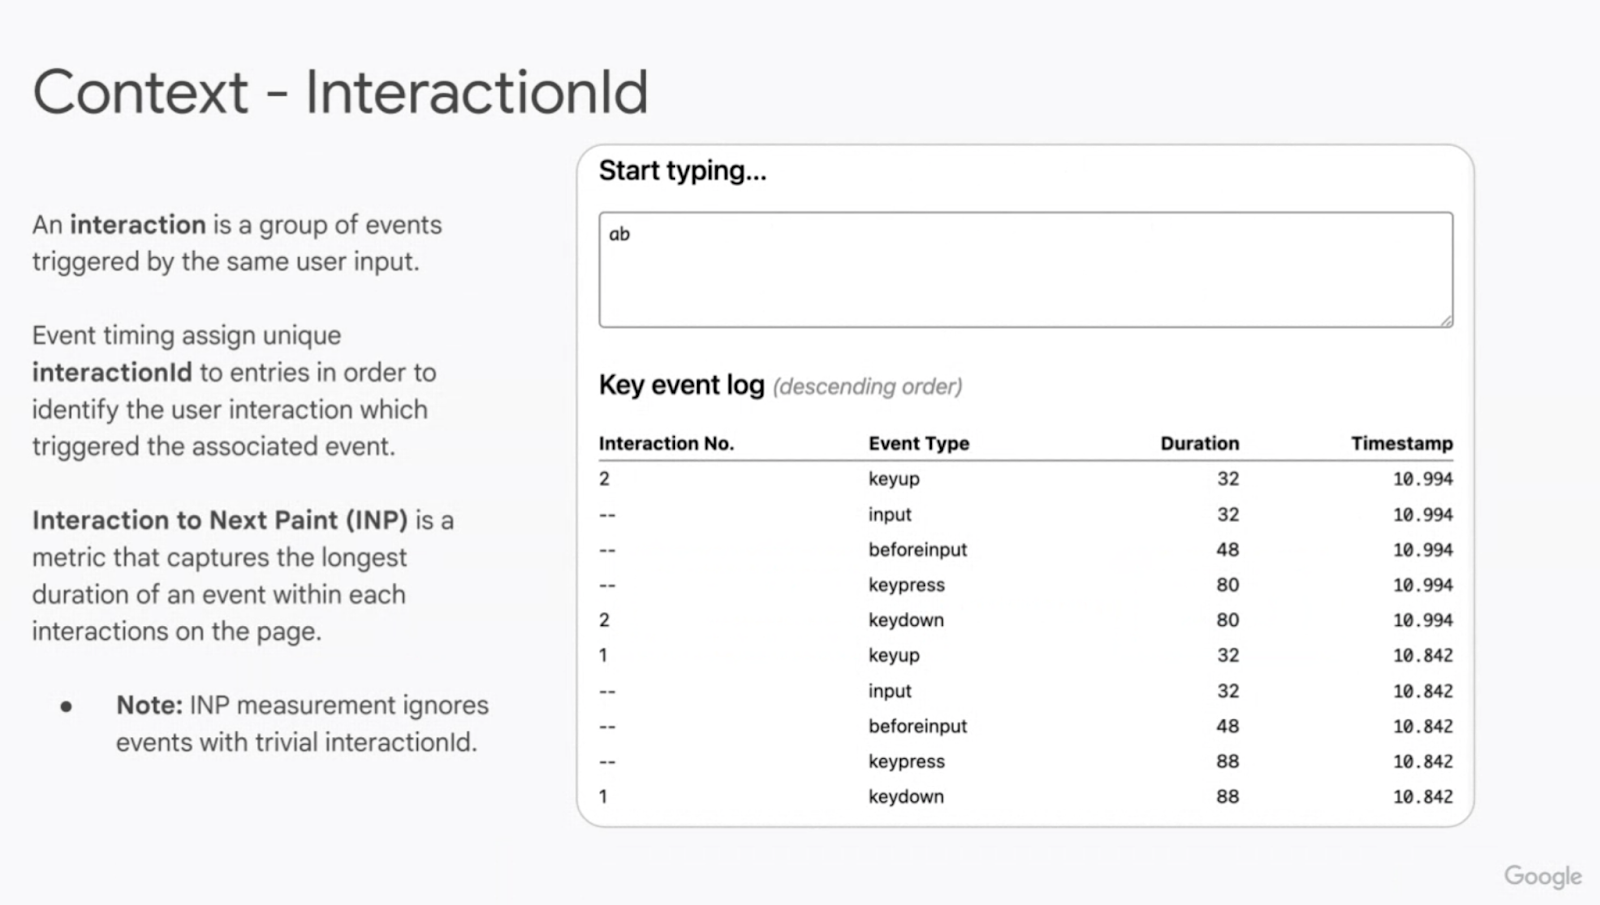 Context - InteractionId
An interaction is a group of events
triggered by the same user input.
Event timing assign unique
interactionId to entries in order to
identify the user interaction which
triggered the associated event.
Interaction to Next Paint (INP) is a
metric that captures the longest
duration of an event within each
interactions on the page.
● Note: INP measurement ignores
events with trivial interactionId.
Start typing...
ab
Key event log (descending order)
Interaction No. Event Type Duration Timestamp
2 keyup 32 10.994
-- input 32 10.994
-- beforeinput 48 10.994
-- keypress 80 10.994
2 keydown 80 10.994
1 keyup 32 10.842
-- input 32 10.842
-- beforeinput 48 10.842
-- keypress 88 10.842
1 keydown 88 10.842
Google